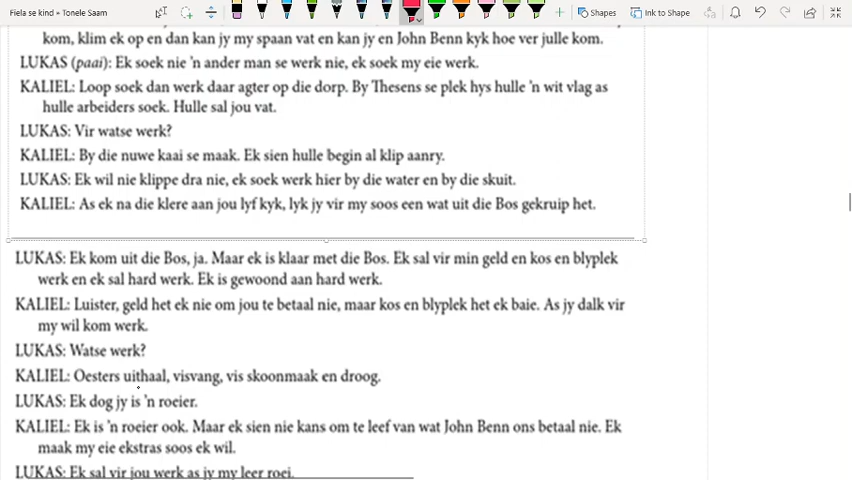 Fiela se kind » Tonele Saam
Shapes
Ink to Shape
kom, klim ek op en dan kan jy my spaan vat en kan jy en John Benn kyk hoe ver julle kom.
LUKAS (paai): Ek soek nie 'n ander man se werk nie, ek soek my eie werk.
KALIEL: Loop soek dan werk daar agter op die dorp. By Thesens se plek hys hulle 'n wit vlag as
hulle arbeiders soek. Hulle sal jou vat.
LUKAS: Vir watse werk?
KALIEL: By die nuwe kaai se maak. Ek sien hulle begin al klip aanry.
LUKAS: Ek wil nie klippe dra nie, ek soek werk hier by die water en by die skuit.
KALIEL: As ek na die klere aan jou lyf kyk, lyk jy vir my soos een wat uit die Bos gekruip het.
LUKAS: Ek kom uit die Bos, ja. Maar ek is klaar met die Bos. Ek sal vir min geld en kos en blyplek
werk en ek sal hard werk. Ek is gewoond aan hard werk.
KALIEL: Luister, geld het ek nie om jou te betaal nie, maar kos en blyplek het ek baie. As jy dalk vir
my wil kom werk.
LUKAS: Watse werk?
KALIEL: Oesters uithaal, visvang, vis skoonmaak en droog.
LUKAS: Ek dog jy is 'n roeier.
KALIEL: Ek is 'n roeier ook. Maar ek sien nie kans om te leef van wat John Benn ons betaal nie. Ek
maak my eie ekstras soos ek wil.
LUKAS: Ek sal vir jou werk as jy my leer roei.